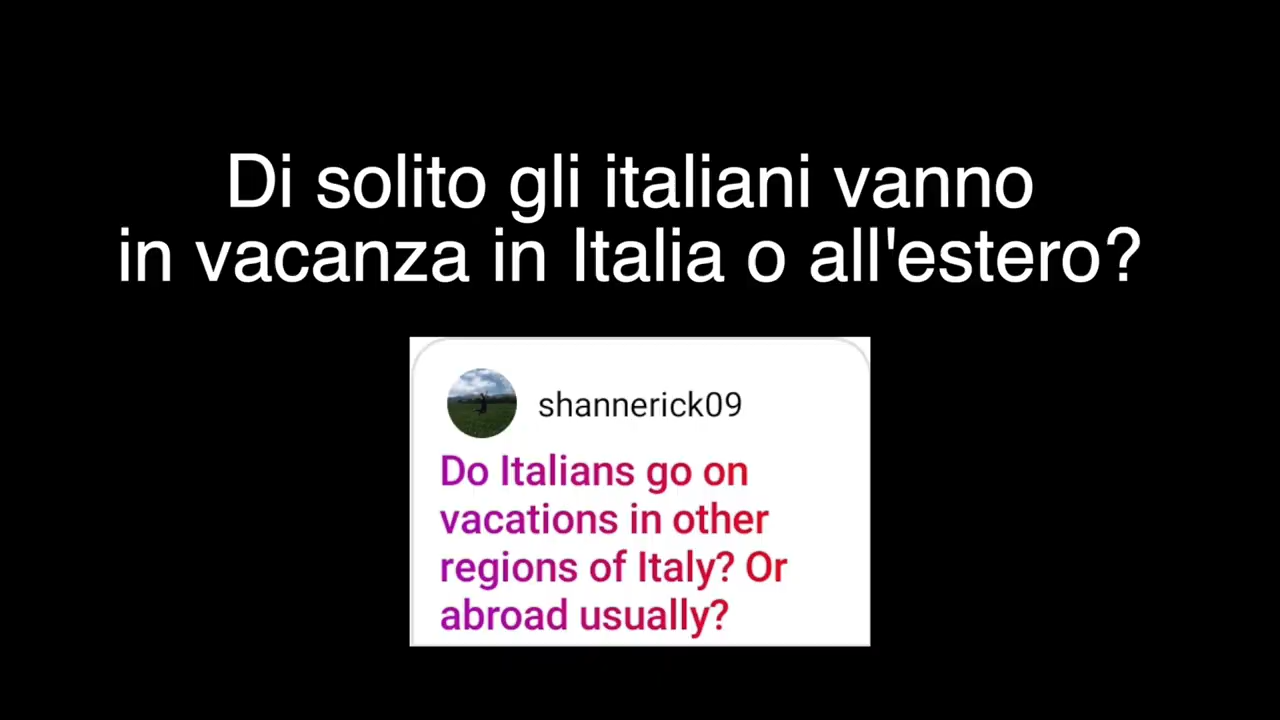 Di solito gli italiani vanno
in vacanza in Italia o all'estero?
shannerick09
Do Italians go on
vacations in other
regions of Italy? Or
abroad usually?